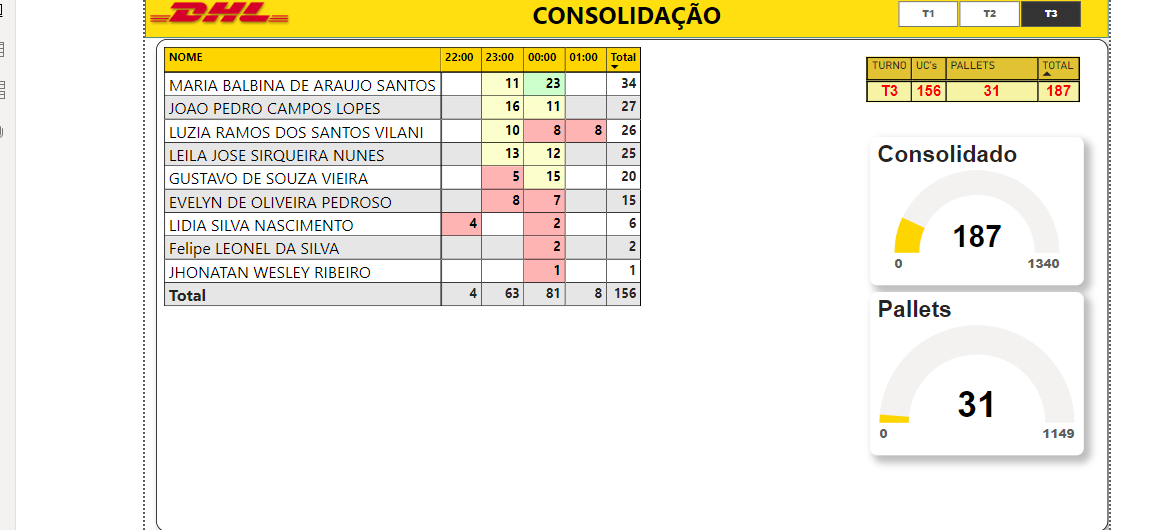 DHL CONSOLIDAÇÃO T1 T2 T3
NOME 22:00 23:00 00:00 01:00 Total
MARIA BALBINA DE ARAUJO SANTOS 11 23 34
JOAO PEDRO CAMPOS LOPES 16 11 27
LUZIA RAMOS DOS SANTOS VILANI 10 8 8 26
LEILA JOSE SIRQUEIRA NUNES 13 12 25
GUSTAVO DE SOUZA VIEIRA 5 15 20
EVELYN DE OLIVEIRA PEDROSO 8 7 15
LIDIA SILVA NASCIMENTO 4 2 6
Felipe LEONEL DA SILVA 2 2
JHONATAN WESLEY RIBEIRO 1 1
Total 4 63 81 8 156
TURNO UC's PALLETS TOTAL
T3 156 31 187
Consolidado
187
0 1340
Pallets
31
0 1149